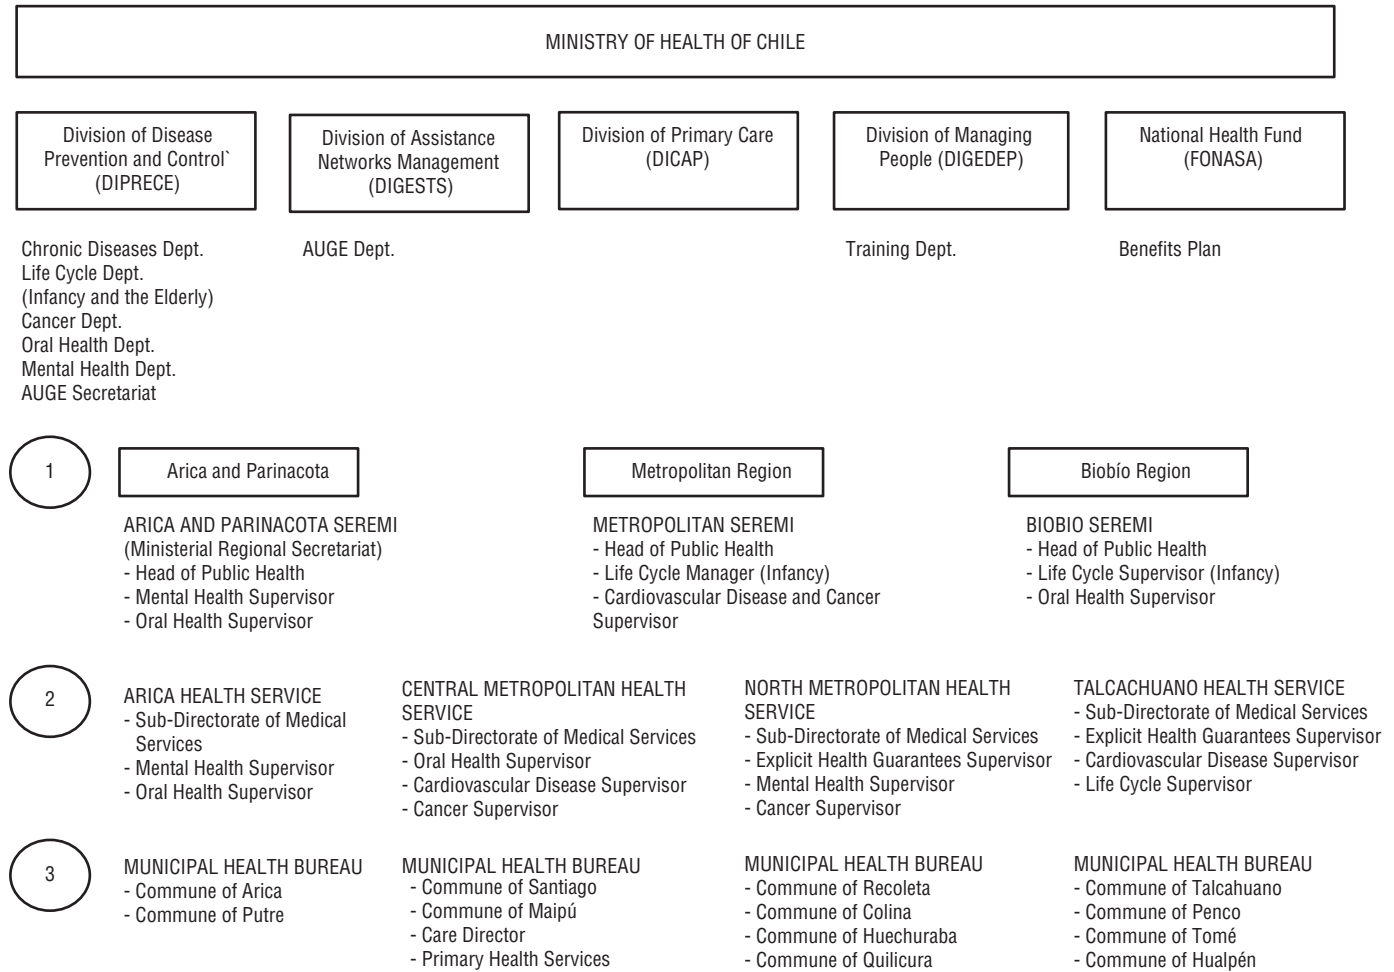 MINISTRY OF HEALTH OF CHILE
Division of Disease
Prevention and Control`
(DIPRECE)
Division of Assistance
Networks Management
(DIGESTS)
Division of Primary Care
(DICAP)
Division of Managing
People (DIGEDEP)
National Health Fund
(FONASA)
Chronic Diseases Dept.
Life Cycle Dept.
(Infancy and the Elderly)
Cancer Dept.
Oral Health Dept.
Mental Health Dept.
AUGE Secretariat
AUGE Dept.
Training Dept.
Benefits Plan
1
Arica and Parinacota
Metropolitan Region
Biobío Region
ARICA AND PARINACOTA SEREMI
(Ministerial Regional Secretariat)
- Head of Public Health
- Mental Health Supervisor
- Oral Health Supervisor
METROPOLITAN SEREMI
- Head of Public Health
- Life Cycle Manager (Infancy)
- Cardiovascular Disease and Cancer
Supervisor
BIOBIO SEREMI
- Head of Public Health
- Life Cycle Supervisor (Infancy)
- Oral Health Supervisor
2
ARICA HEALTH SERVICE
- Sub-Directorate of Medical
Services
- Mental Health Supervisor
- Oral Health Supervisor
CENTRAL METROPOLITAN HEALTH
SERVICE
- Sub-Directorate of Medical Services
- Oral Health Supervisor
- Cardiovascular Disease Supervisor
- Cancer Supervisor
NORTH METROPOLITAN HEALTH
SERVICE
- Sub-Directorate of Medical Services
- Explicit Health Guarantees Supervisor
- Mental Health Supervisor
- Cancer Supervisor
TALCACHUANO HEALTH SERVICE
- Sub-Directorate of Medical Services
- Explicit Health Guarantees Supervisor
- Cardiovascular Disease Supervisor
- Life Cycle Supervisor
3
MUNICIPAL HEALTH BUREAU
- Commune of Arica
- Commune of Putre
MUNICIPAL HEALTH BUREAU
- Commune of Santiago
- Commune of Maipú
- Care Director
- Primary Health Services
MUNICIPAL HEALTH BUREAU
- Commune of Recoleta
- Commune of Colina
- Commune of Huechuraba
- Commune of Quilicura
MUNICIPAL HEALTH BUREAU
- Commune of Talcahuano
- Commune of Penco
- Commune of Tomé
- Commune of Hualpén